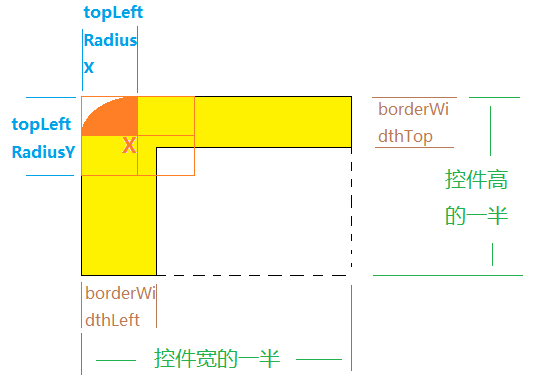 topLeft
Radius
X
topLeft
RadiusY
X
borderWi
dthTop
控件高
的一半
borderWi
dthLeft
控件宽的一半